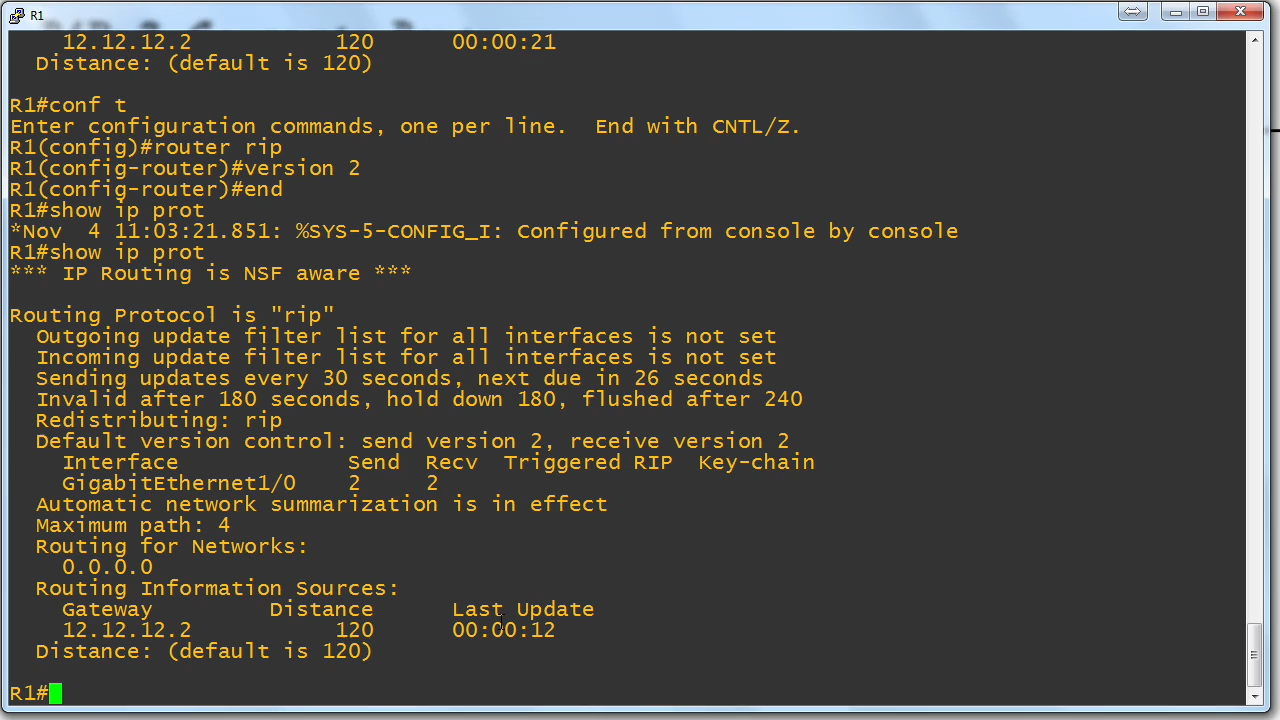 R1
12.12.12.2 120 00:00:21
Distance: (default is 120)
R1#conf t
Enter configuration commands, one per line. End with CNTL/Z.
R1(config)#router rip
R1(config-router)#version 2
R1(config-router)#end
R1#show ip prot
*Nov 4 11:03:21.851: %SYS-5-CONFIG_I: Configured from console by console
R1#show ip prot
*** IP Routing is NSF aware ***
Routing Protocol is "rip"
Outgoing update filter list for all interfaces is not set
Incoming update filter list for all interfaces is not set
Sending updates every 30 seconds, next due in 26 seconds
Invalid after 180 seconds, hold down 180, flushed after 240
Redistributing: rip
Default version control: send version 2, receive version 2
Interface Send Recv Triggered RIP Key-chain
GigabitEthernet1/0 2 2
Automatic network summarization is in effect
Maximum path: 4
Routing for Networks:
0.0.0.0
Routing Information Sources:
Gateway Distance Last Update
12.12.12.2 120 00:00:12
Distance: (default is 120)
R1#